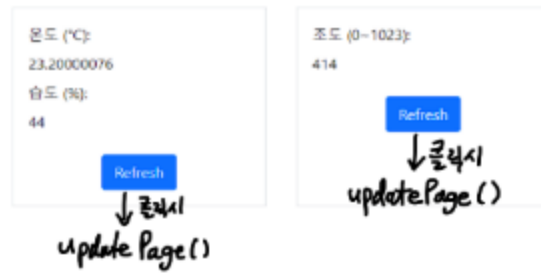 온도 (℃):
23.20000076
습도 (%):
44
Refresh
↓ 클릭시
updatePage()
조도 (0~1023):
414
Refresh
↓ 클릭시
updatePage()